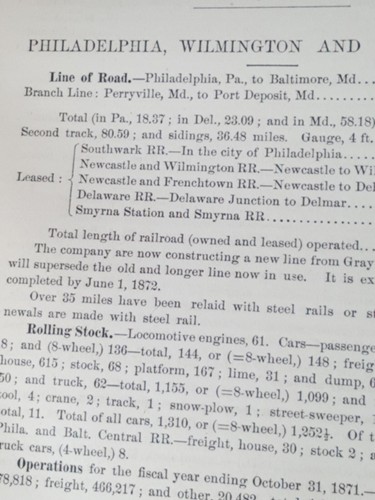 PHILADELPHIA, WILMINGTON AND
Line of Road.—Philadelphia, Pa., to Baltimore, Md....
Branch Line: Perryville, Md., to Port Deposit, Md.......
Total (in Pa., 18.37; in Del., 23.09; and in Md., 58.18)
Second track, 80.59; and sidings, 36.48 miles. Gauge, 4 ft.
Leased:
Southwark RR.—In the city of Philadelphia......
Newcastle and Wilmington RR.—Newcastle to Wil
Newcastle and Frenchtown RR.—Newcastle to Del
Delaware RR.—Delaware Junction to Delmar.....
Smyrna Station and Smyrna RR..................
Total length of railroad (owned and leased) operated...
The company are now constructing a new line from Gray
will supersede the old and longer line now in use. It is ex
completed by June 1, 1872.
Over 35 miles have been relaid with steel rails or st
newals are made with steel rail.
Rolling Stock.—Locomotive engines, 61. Cars—passenge
8; and (8-wheel,) 136—total, 144, or (=8-wheel,) 148; freight
house, 615; stock, 68; platform, 167; lime, 31; and dump, 6
50; and truck, 62—total, 1,155, or (=8-wheel,) 1,099; and
tool, 4; crane, 2; track, 1; snow-plow, 1; street-sweeper, 1
total, 11. Total of all cars, 1,310, or (=8-wheel,) 1,252½. Of t
Phila. and Balt. Central RR.—freight, house, 30; stock 2; a
truck cars, (4-wheel,) 8.
Operations for the fiscal year ending October 31, 1871.—
78,818; freight, 466,217; and other, 20,489